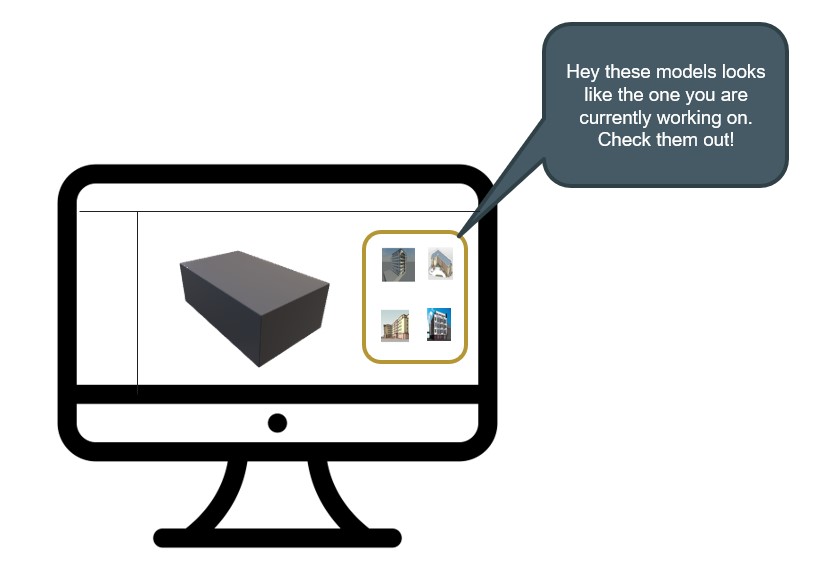 Hey these models looks
like the one you are
currently working on.
Check them out!